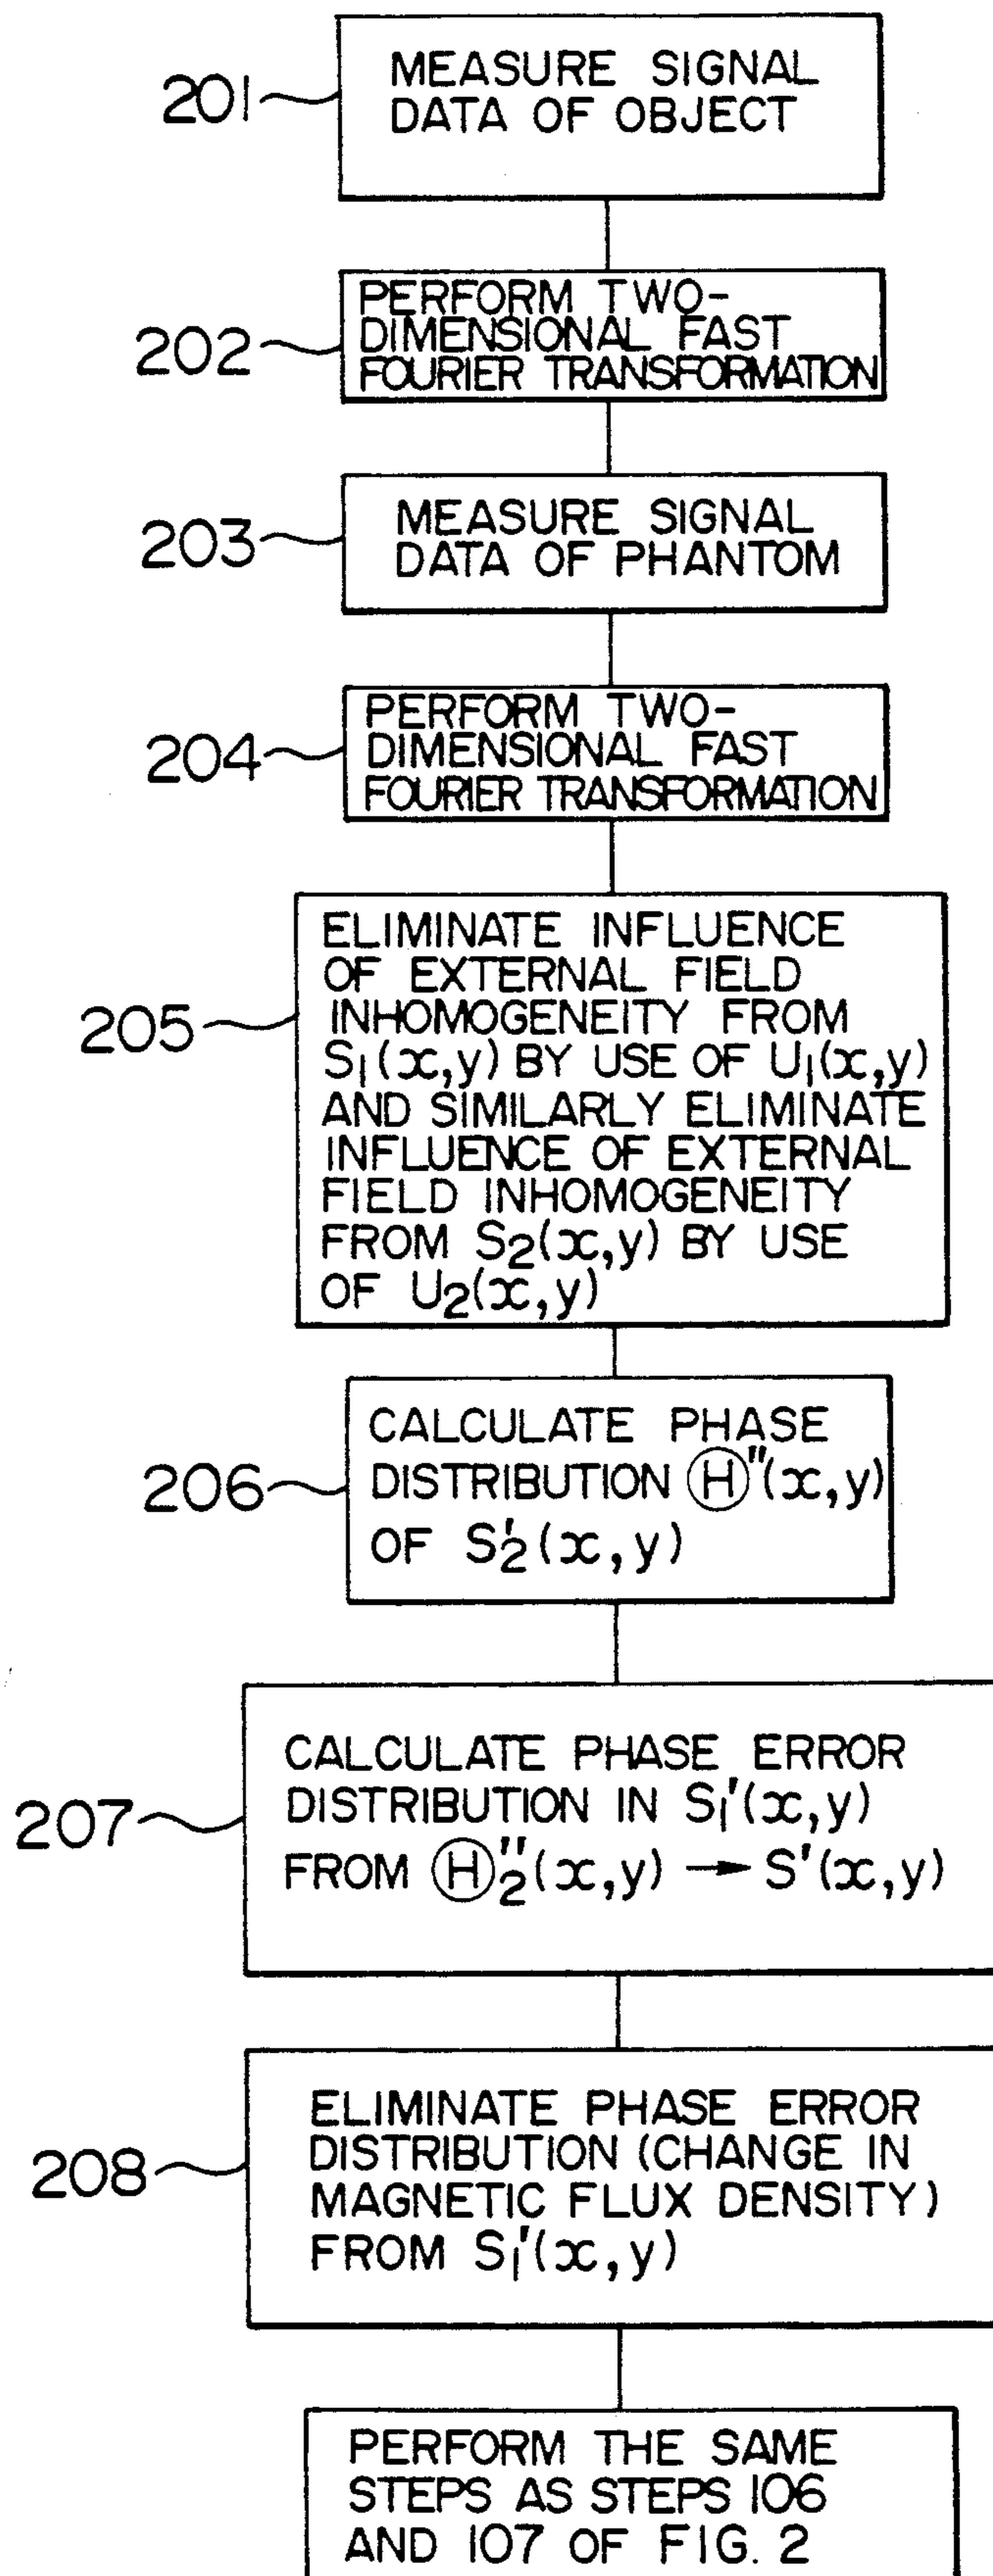 201
MEASURE SIGNAL
DATA OF OBJECT
202
PERFORM TWO-
DIMENSIONAL FAST
FOURIER TRANSFORMATION
203
MEASURE SIGNAL
DATA OF PHANTOM
204
PERFORM TWO-
DIMENSIONAL FAST
FOURIER TRANSFORMATION
205
ELIMINATE INFLUENCE
OF EXTERNAL FIELD
INHOMOGENEITY FROM
S₁(x,y) BY USE OF U₁(x,y)
AND SIMILARLY ELIMINATE
INFLUENCE OF EXTERNAL
FIELD INHOMOGENEITY
FROM S₂(x,y) BY USE
OF U₂(x,y)
206
CALCULATE PHASE
DISTRIBUTION Ⓗ"(x,y)
OF S₂'(x,y)
207
CALCULATE PHASE ERROR
DISTRIBUTION IN S₁'(x,y)
FROM Ⓗ₂"(x,y) → S'(x,y)
208
ELIMINATE PHASE ERROR
DISTRIBUTION (CHANGE IN
MAGNETIC FLUX DENSITY)
FROM S₁'(x,y)
PERFORM THE SAME
STEPS AS STEPS 106
AND 107 OF FIG. 2